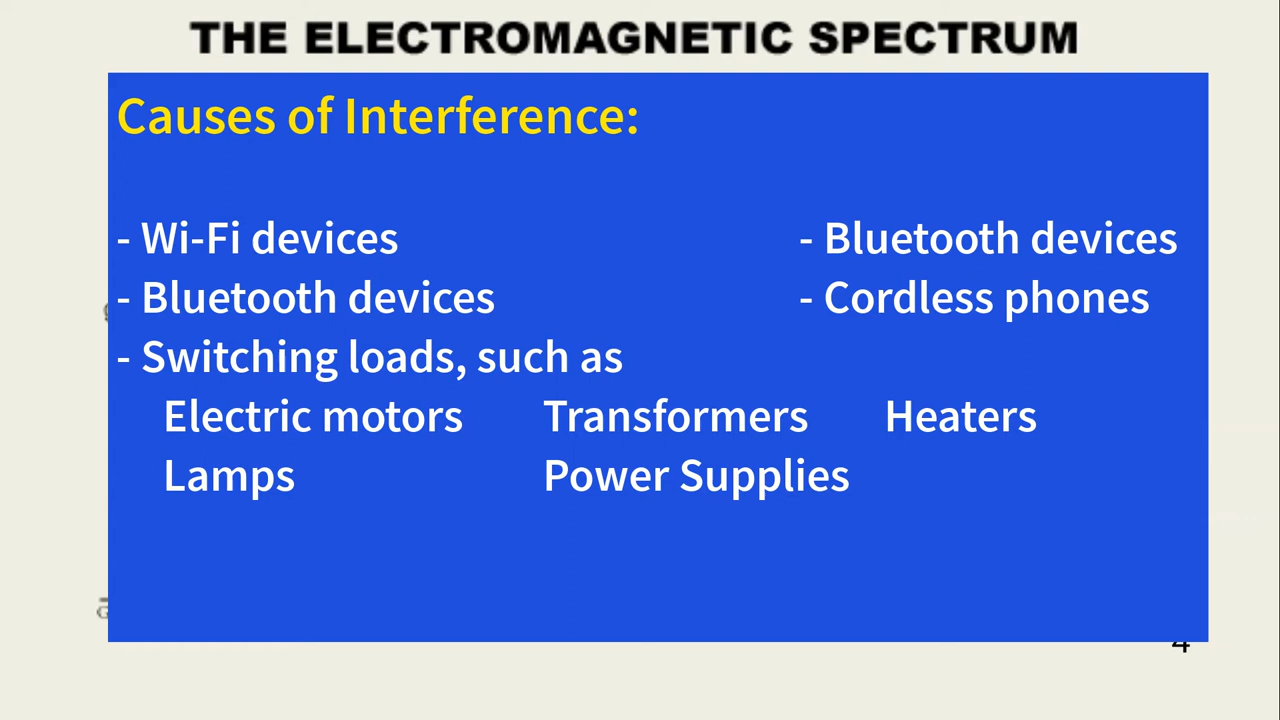 THE ELECTROMAGNETIC SPECTRUM
Causes of Interference:
- Wi-Fi devices - Bluetooth devices
- Bluetooth devices - Cordless phones
- Switching loads, such as
Electric motors Transformers Heaters
Lamps Power Supplies
4